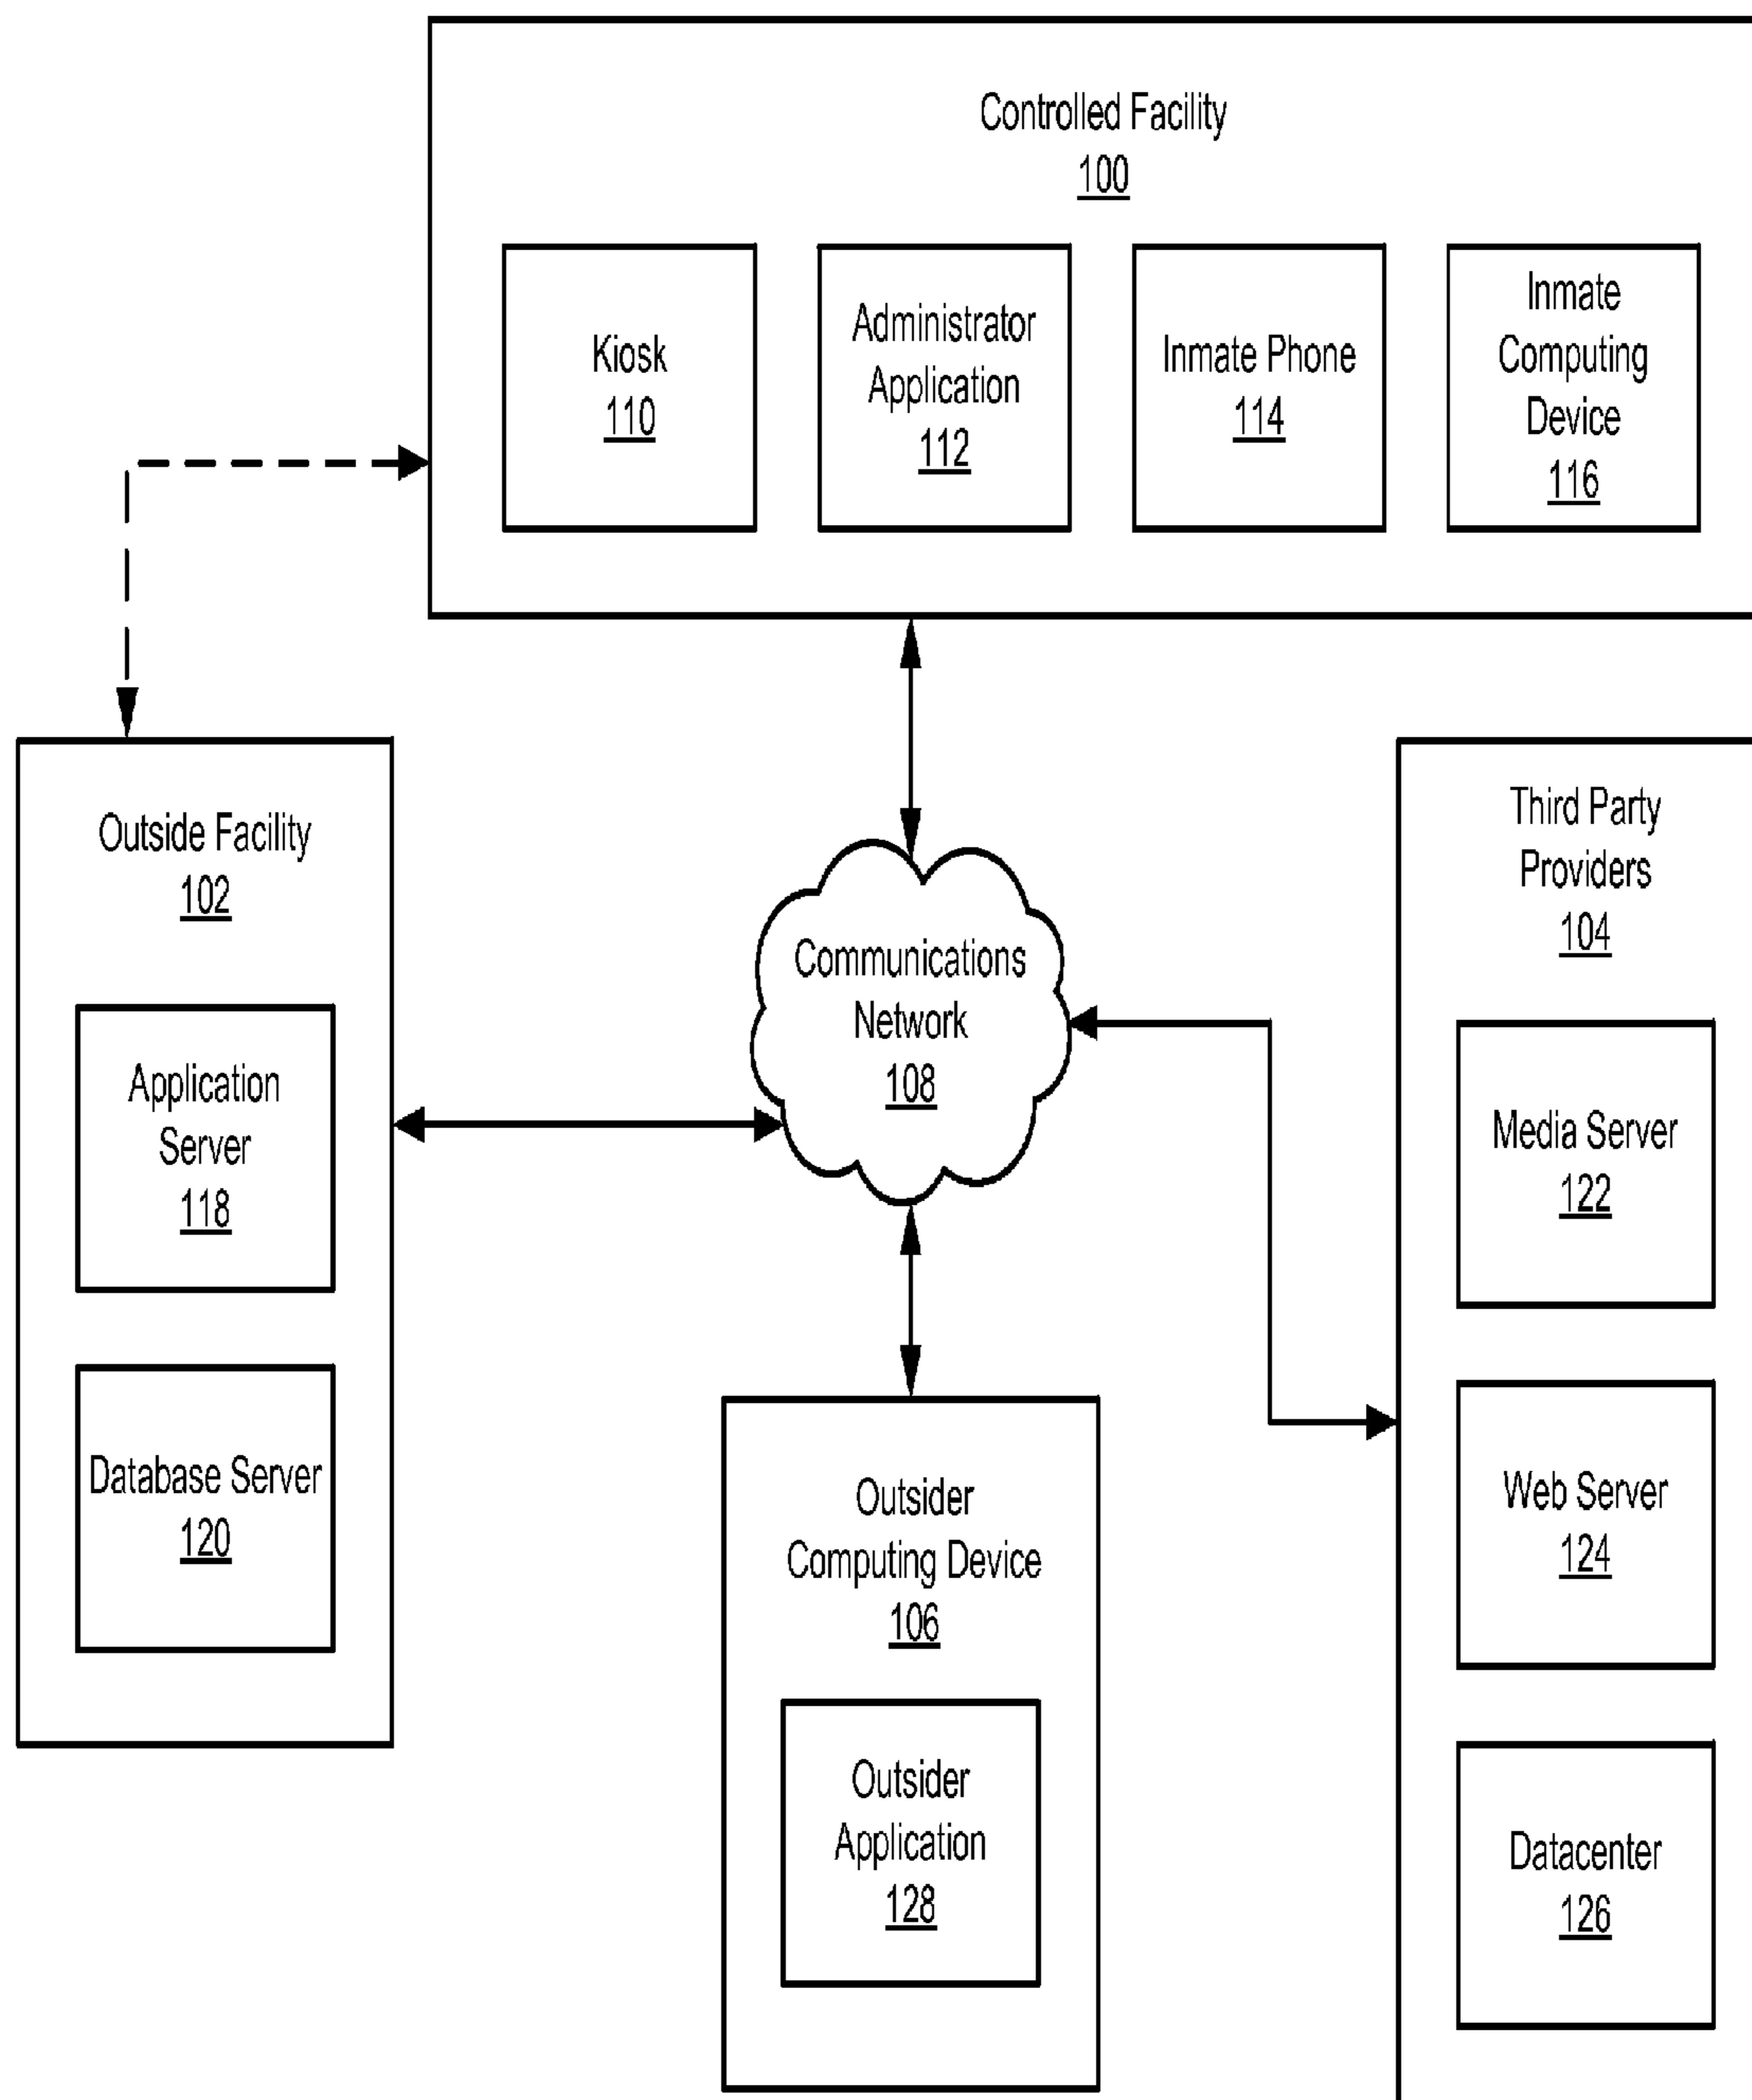 Controlled Facility
100
Kiosk
110
Administrator
Application
112
Inmate Phone
114
Inmate
Computing
Device
116
Outside Facility
102
Application
Server
118
Database Server
120
Communications
Network
108
Outsider
Computing Device
106
Outsider
Application
128
Third Party
Providers
104
Media Server
122
Web Server
124
Datacenter
126